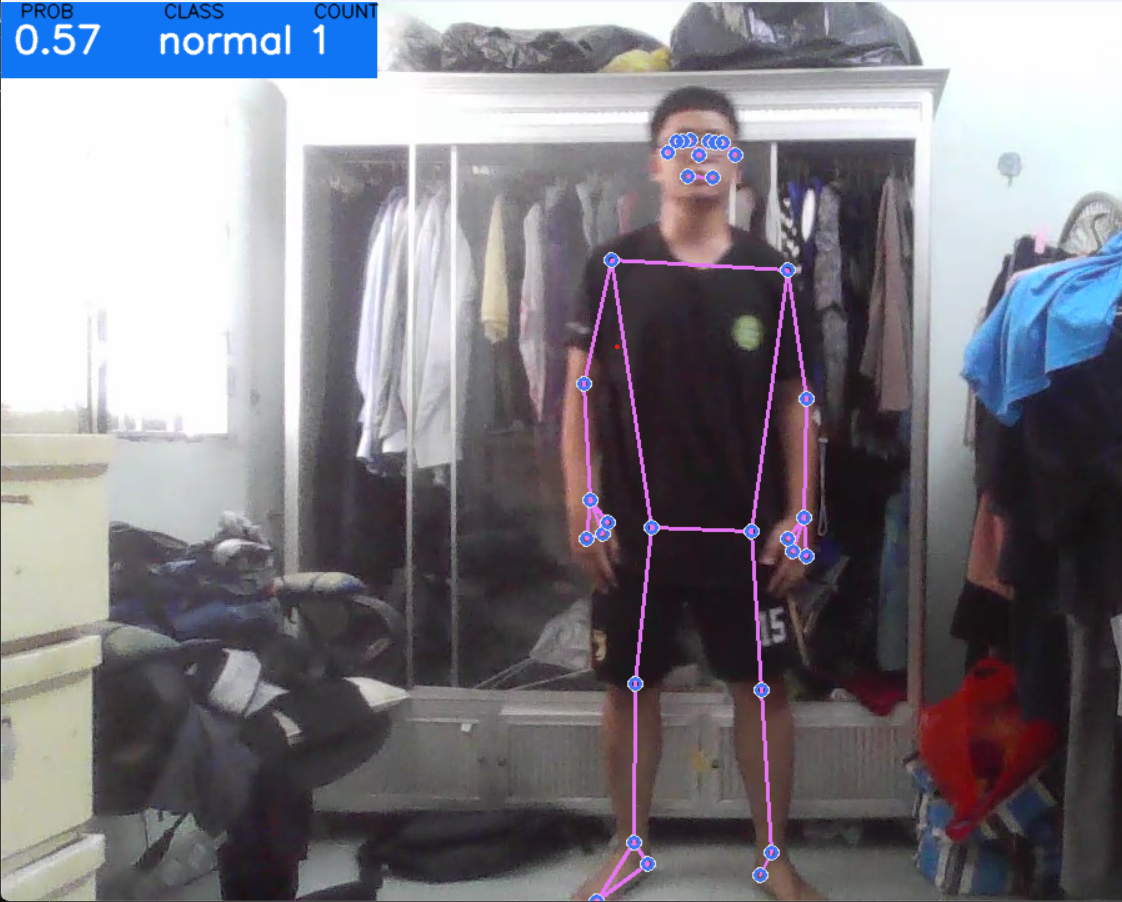 PROB CLASS COUNT
0.57 normal 1
15